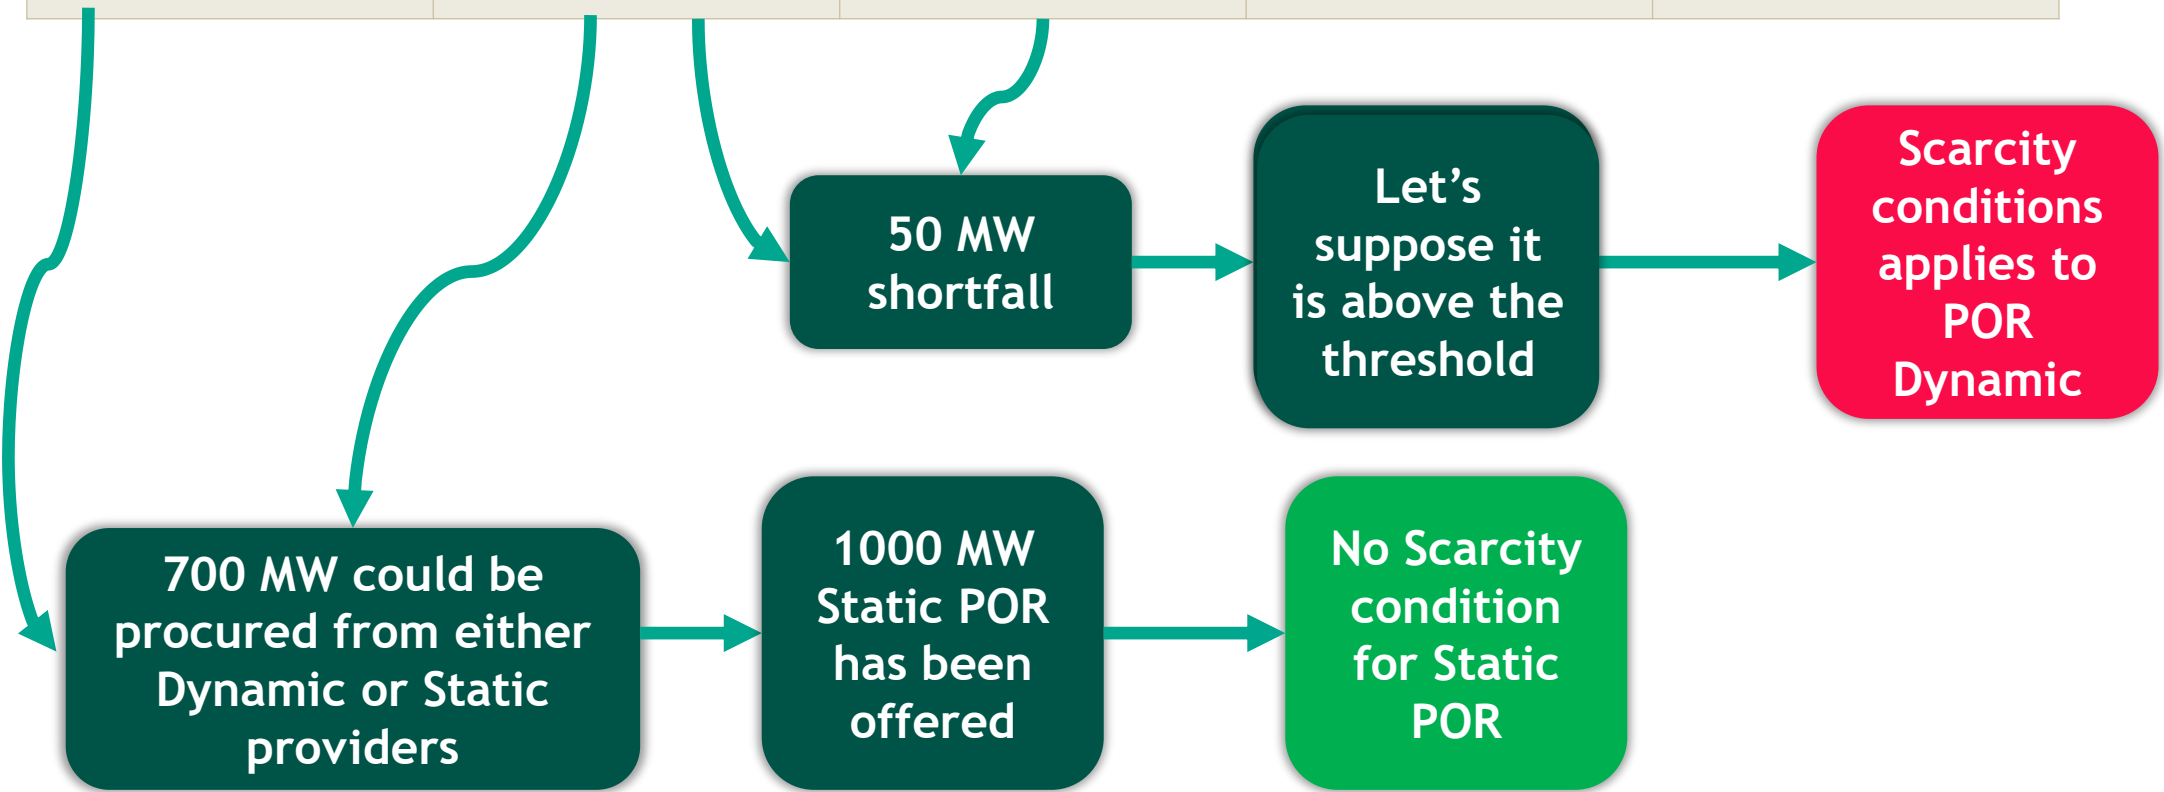 50 MW
shortfall
Let’s
suppose it
is above the
threshold
Scarcity
conditions
applies to
POR
Dynamic
700 MW could be
procured from either
Dynamic or Static
providers
1000 MW
Static POR
has been
offered
No Scarcity
condition
for Static
POR